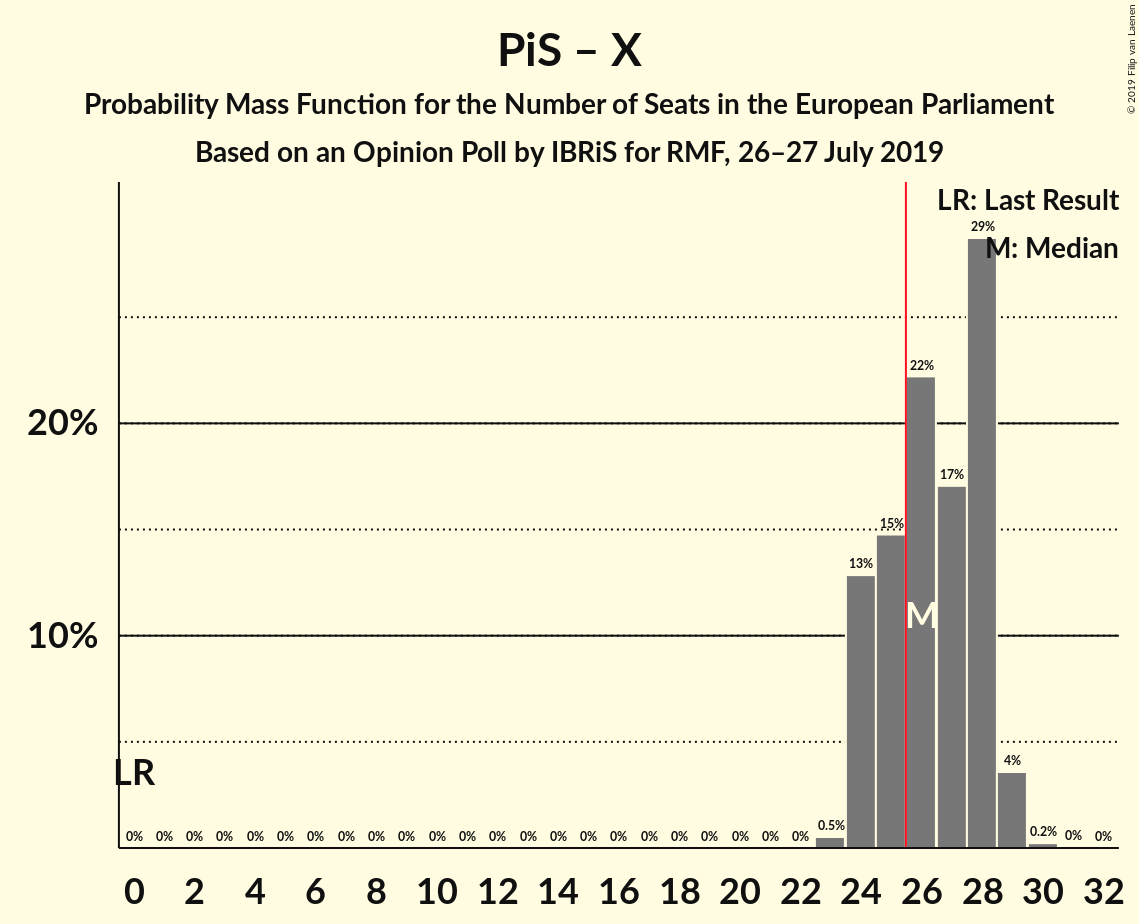 PiS – X
Probability Mass Function for the Number of Seats in the European Parliament
Based on an Opinion Poll by IBRiS for RMF, 26–27 July 2019
© 2019 Filip van Laenen
LR: Last Result
M: Median
29%
22%
20%
17%
15%
13%
M
10%
LR
4%
0% 0% 0% 0% 0% 0% 0% 0% 0% 0% 0% 0% 0% 0% 0% 0% 0% 0% 0% 0% 0% 0% 0% 0.5% 0.2% 0% 0%
0 2 4 6 8 10 12 14 16 18 20 22 24 26 28 30 32